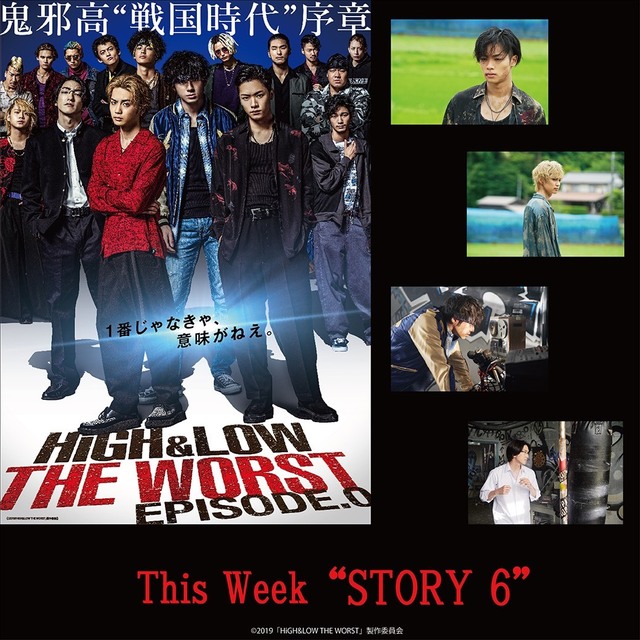 鬼邪高“戦国時代”序章
1番じゃなきゃ、
意味がねえ。
HiGH&LOW
THE WORST
EPISODE.0
This Week “STORY 6”
©2019「HiGH&LOW THE WORST」製作委員会